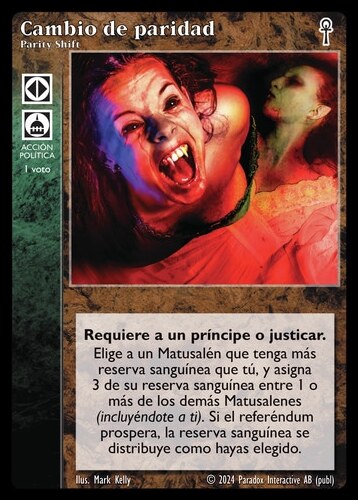 Cambio de paridad
Parity Shift
ACCIÓN
POLÍTICA
1 voto
Requiere a un príncipe o justicar.
Elige a un Matusalén que tenga más
reserva sanguínea que tú, y asigna
3 de su reserva sanguínea entre 1 o
más de los demás Matusalenes
(incluyéndote a ti). Si el referéndum
prospera, la reserva sanguínea se
distribuye como hayas elegido.
Ilus. Mark Kelly
© 2024 Paradox Interactive AB (publ)